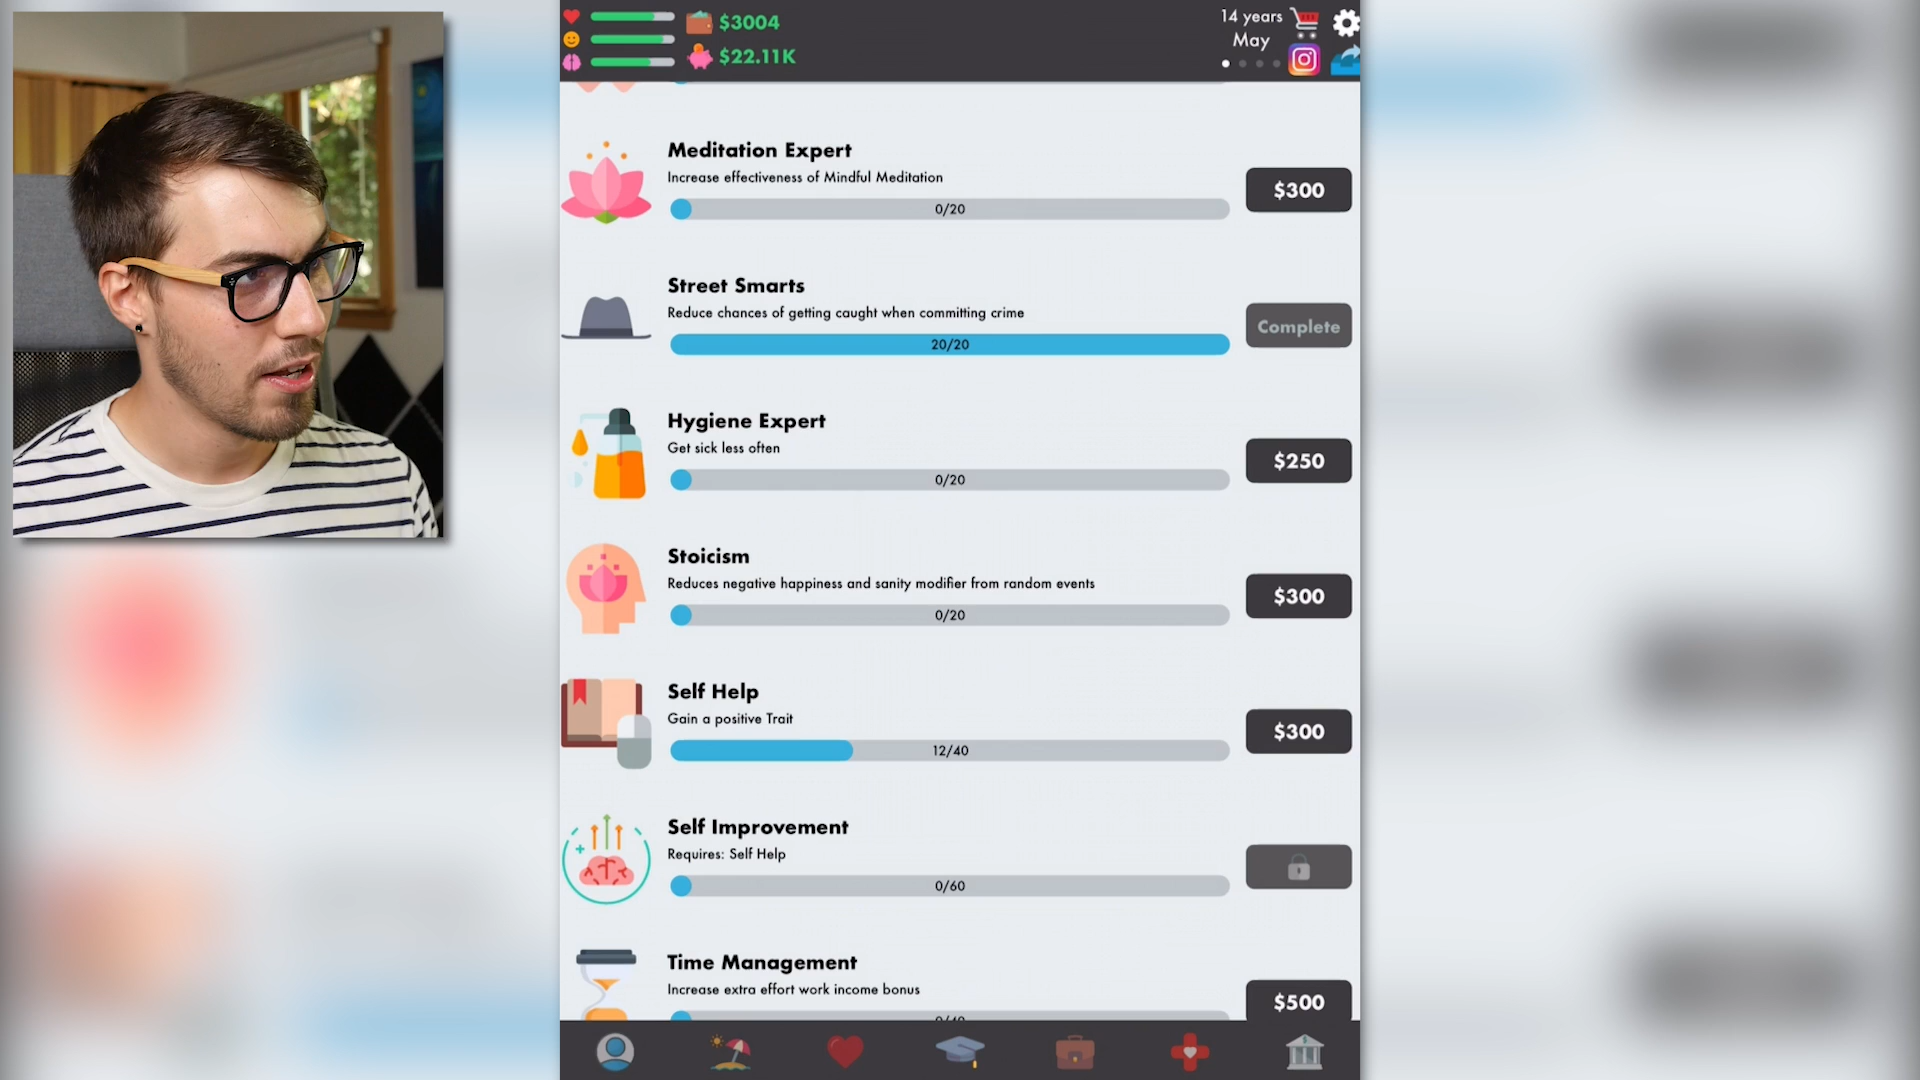 $3004
$22.11K
14 years
May
Meditation Expert
Increase effectiveness of Mindful Meditation
0/20
$300
Street Smarts
Reduce chances of getting caught when committing crime
20/20
Complete
Hygiene Expert
Get sick less often
0/20
$250
Stoicism
Reduces negative happiness and sanity modifier from random events
0/20
$300
Self Help
Gain a positive Trait
12/40
$300
Self Improvement
Requires: Self Help
0/60
Time Management
Increase extra effort work income bonus
0/40
$500